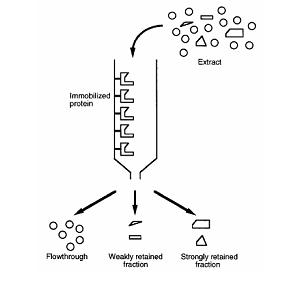 Extract
Immobilized
protein
Flowthrough
Weakly retained
fraction
Strongly retained
fraction